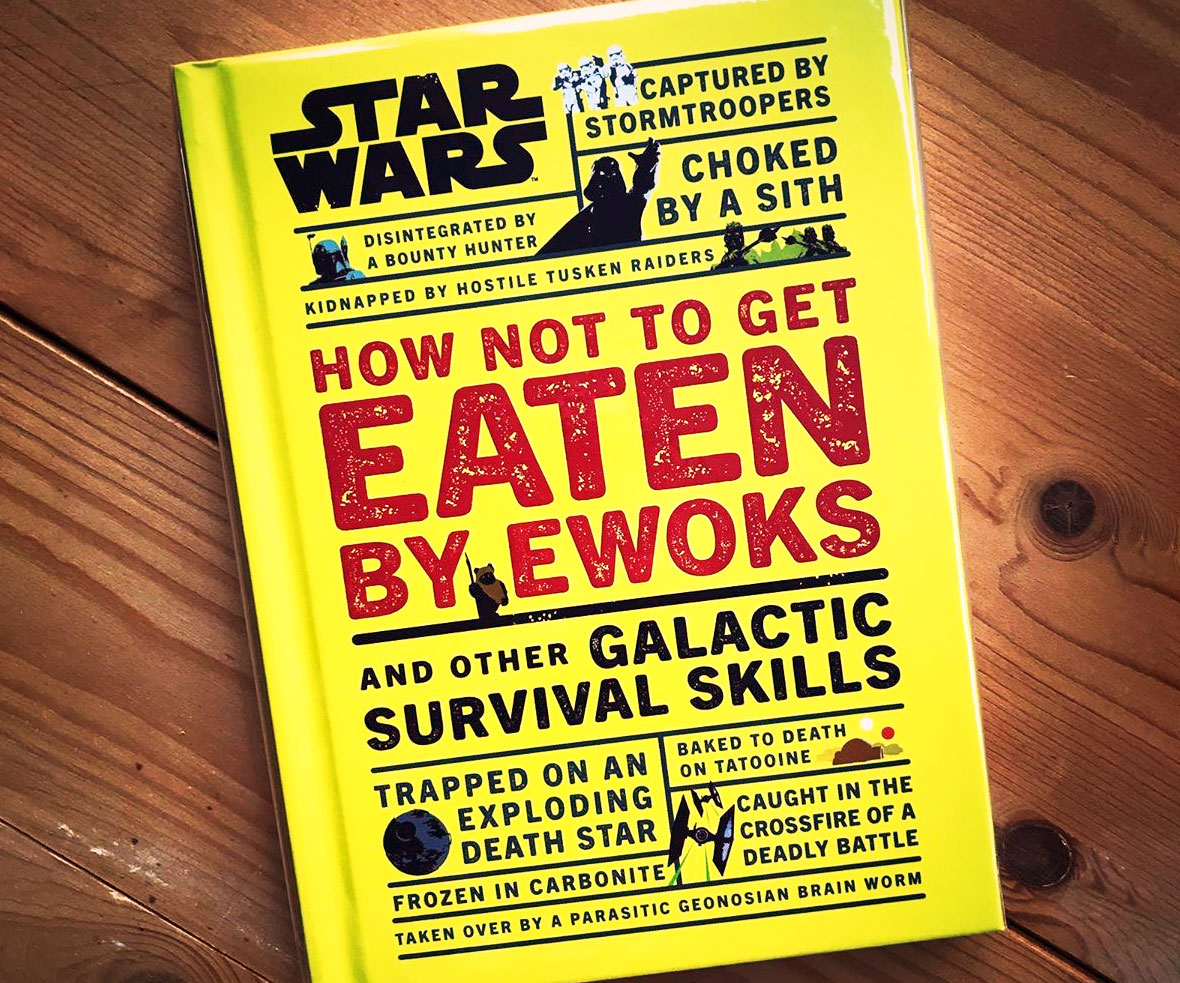 STAR
WARS
TM
CAPTURED BY
STORMTROOPERS
CHOKED
BY A SITH
DISINTEGRATED BY
A BOUNTY HUNTER
KIDNAPPED BY HOSTILE TUSKEN RAIDERS
HOW NOT TO GET
EATEN
BY EWOKS
AND OTHER GALACTIC
SURVIVAL SKILLS
TRAPPED ON AN
EXPLODING
DEATH STAR
BAKED TO DEATH
ON TATOOINE
CAUGHT IN THE
CROSSFIRE OF A
DEADLY BATTLE
FROZEN IN CARBONITE
TAKEN OVER BY A PARASITIC GEONOSIAN BRAIN WORM